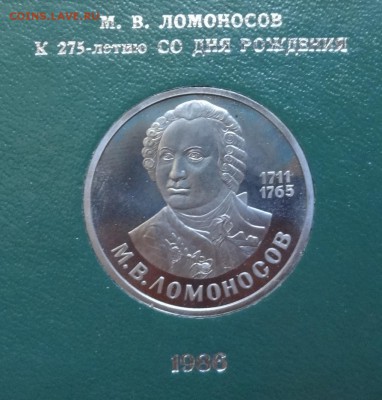 COINS.LAVE.RU
М. В. ЛОМОНОСОВ
К 275-летию СО ДНЯ РОЖДЕНИЯ
1711
1765
М.В.ЛОМОНОСОВ
1986